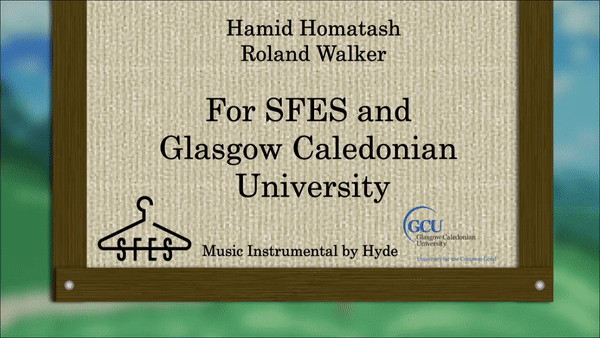 Hamid Homatash
Roland Walker
For SFES and
Glasgow Caledonian
University
SFES
Music Instrumental by Hyde
GCU
Glasgow Caledonian
University
University for the Common Good